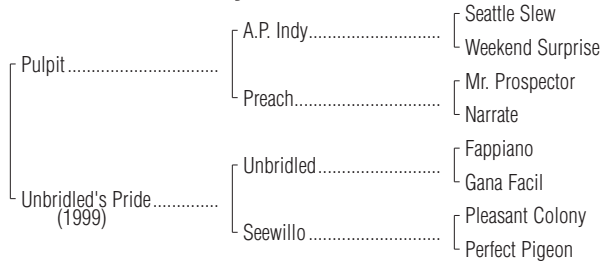 Seattle Slew
A.P. Indy
Weekend Surprise
Pulpit
Mr. Prospector
Preach
Narrate
Fappiano
Unbridled
Gana Facil
Unbridled's Pride
(1999)
Pleasant Colony
Seewillo
Perfect Pigeon